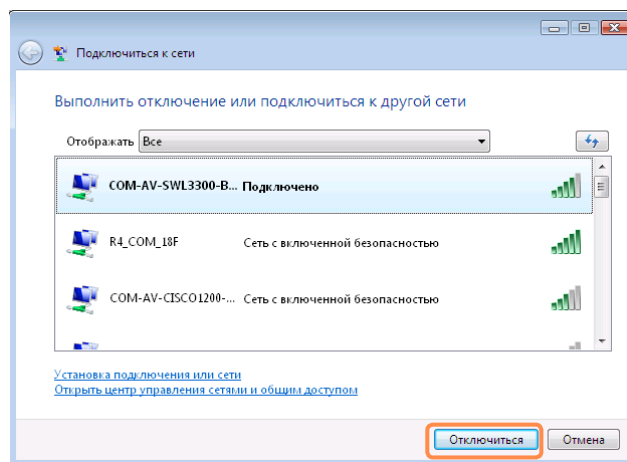 Подключиться к сети
Выполнить отключение или подключиться к другой сети
Отображать Все
COM-AV-SWL3300-B... Подключено
R4_COM_18F Сеть с включенной безопасностью
COM-AV-CISCO1200-... Сеть с включенной безопасностью
Установка подключения или сети
Открыть центр управления сетями и общим доступом
Отключиться Отмена